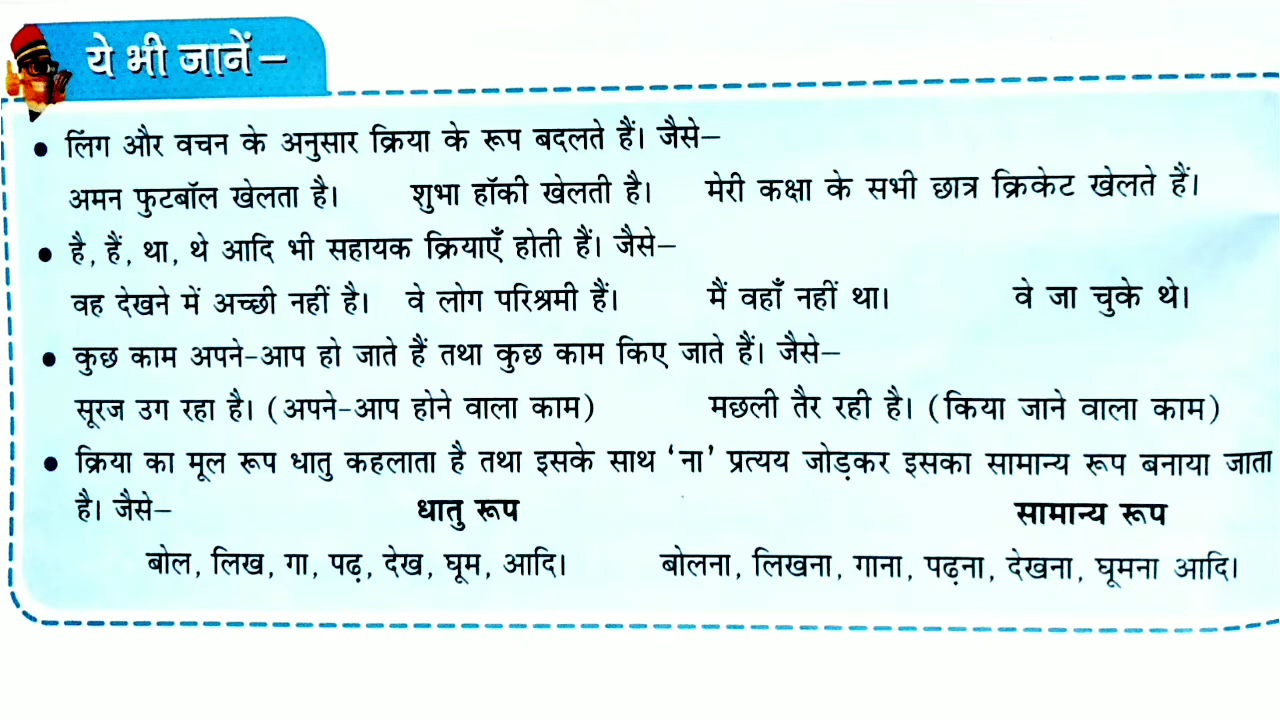 ये भी जानें–
• लिंग और वचन के अनुसार क्रिया के रूप बदलते हैं। जैसे–
अमन फुटबॉल खेलता है। शुभा हॉकी खेलती है। मेरी कक्षा के सभी छात्र क्रिकेट खेलते हैं।
• है, हैं, था, थे आदि भी सहायक क्रियाएँ होती हैं। जैसे–
वह देखने में अच्छी नहीं है। वे लोग परिश्रमी हैं। मैं वहाँ नहीं था। वे जा चुके थे।
• कुछ काम अपने-आप हो जाते हैं तथा कुछ काम किए जाते हैं। जैसे–
सूरज उग रहा है। (अपने-आप होने वाला काम) मछली तैर रही है। (किया जाने वाला काम)
• क्रिया का मूल रूप धातु कहलाता है तथा इसके साथ ‘ना’ प्रत्यय जोड़कर इसका सामान्य रूप बनाया जाता
है। जैसे– धातु रूप सामान्य रूप
बोल, लिख, गा, पढ़, देख, घूम, आदि। बोलना, लिखना, गाना, पढ़ना, देखना, घूमना आदि।